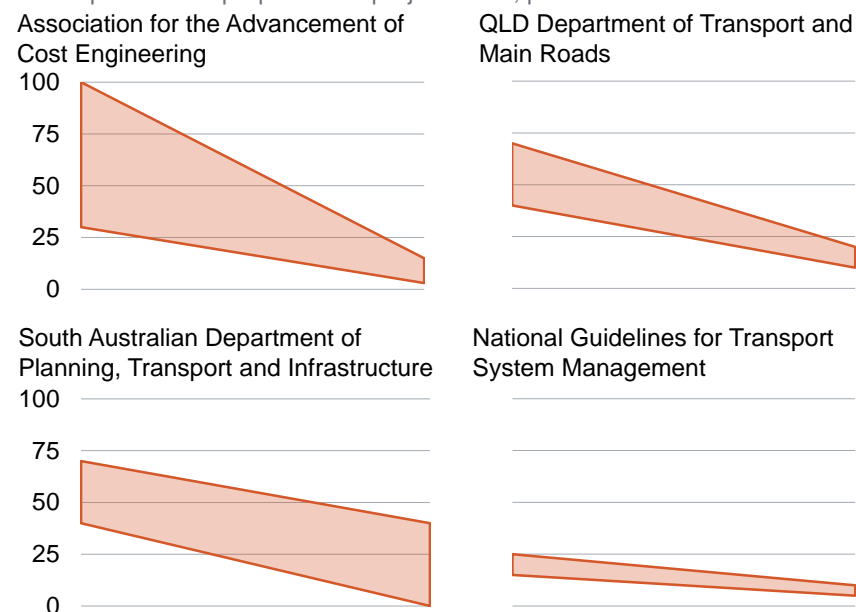 Association for the Advancement of
Cost Engineering
QLD Department of Transport and
Main Roads
100
75
50
25
0
South Australian Department of
Planning, Transport and Infrastructure
National Guidelines for Transport
System Management
100
75
50
25
0